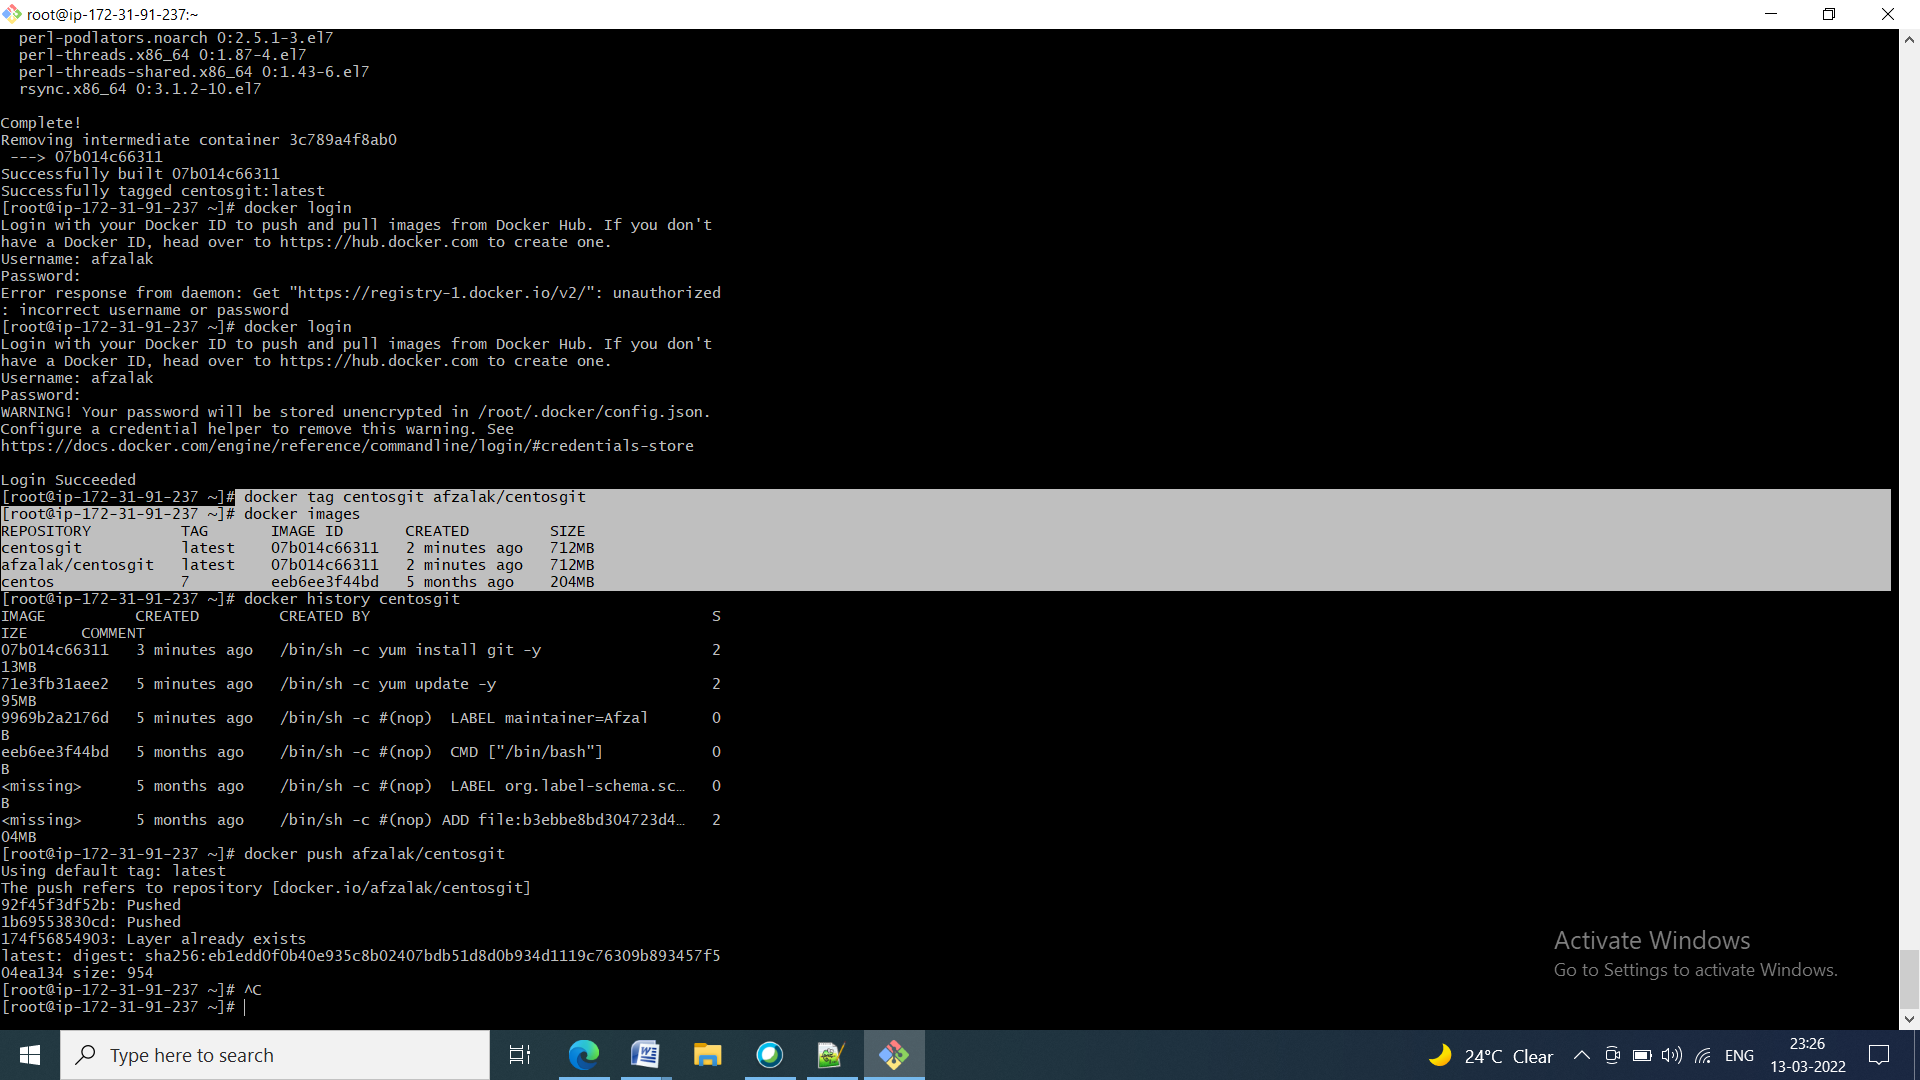 root@ip-172-31-91-237:~
  perl-podlators.noarch 0:2.5.1-3.el7
  perl-threads.x86_64 0:1.87-4.el7
  perl-threads-shared.x86_64 0:1.43-6.el7
  rsync.x86_64 0:3.1.2-10.el7
Complete!
Removing intermediate container 3c789a4f8ab0
 ---> 07b014c66311
Successfully built 07b014c66311
Successfully tagged centosgit:latest
[root@ip-172-31-91-237 ~]# docker login
Login with your Docker ID to push and pull images from Docker Hub. If you don't
have a Docker ID, head over to https://hub.docker.com to create one.
Username: afzalak
Password:
Error response from daemon: Get "https://registry-1.docker.io/v2/": unauthorized
: incorrect username or password
[root@ip-172-31-91-237 ~]# docker login
Login with your Docker ID to push and pull images from Docker Hub. If you don't
have a Docker ID, head over to https://hub.docker.com to create one.
Username: afzalak
Password:
WARNING! Your password will be stored unencrypted in /root/.docker/config.json.
Configure a credential helper to remove this warning. See
https://docs.docker.com/engine/reference/commandline/login/#credentials-store
Login Succeeded
[root@ip-172-31-91-237 ~]# docker tag centosgit afzalak/centosgit
[root@ip-172-31-91-237 ~]# docker images
REPOSITORY          TAG       IMAGE ID       CREATED         SIZE
centosgit           latest    07b014c66311   2 minutes ago   712MB
afzalak/centosgit   latest    07b014c66311   2 minutes ago   712MB
centos              7         eeb6ee3f44bd   5 months ago    204MB
[root@ip-172-31-91-237 ~]# docker history centosgit
IMAGE          CREATED         CREATED BY                                      S
IZE      COMMENT
07b014c66311   3 minutes ago   /bin/sh -c yum install git -y                   2
13MB
71e3fb31aee2   5 minutes ago   /bin/sh -c yum update -y                        2
95MB
9969b2a2176d   5 minutes ago   /bin/sh -c #(nop)  LABEL maintainer=Afzal       0
B
eeb6ee3f44bd   5 months ago    /bin/sh -c #(nop)  CMD ["/bin/bash"]            0
B
<missing>      5 months ago    /bin/sh -c #(nop)  LABEL org.label-schema.sc…   0
B
<missing>      5 months ago    /bin/sh -c #(nop) ADD file:b3ebbe8bd304723d4…   2
04MB
[root@ip-172-31-91-237 ~]# docker push afzalak/centosgit
Using default tag: latest
The push refers to repository [docker.io/afzalak/centosgit]
92f45f3df52b: Pushed
1b69553830cd: Pushed
174f56854903: Layer already exists
latest: digest: sha256:eb1edd0f0b40e935c8b02407bdb51d8d0b934d1119c76309b893457f5
04ea134 size: 954
[root@ip-172-31-91-237 ~]# ^C
[root@ip-172-31-91-237 ~]#
Activate Windows
Go to Settings to activate Windows.
Type here to search
24°C Clear
ENG
23:26
13-03-2022